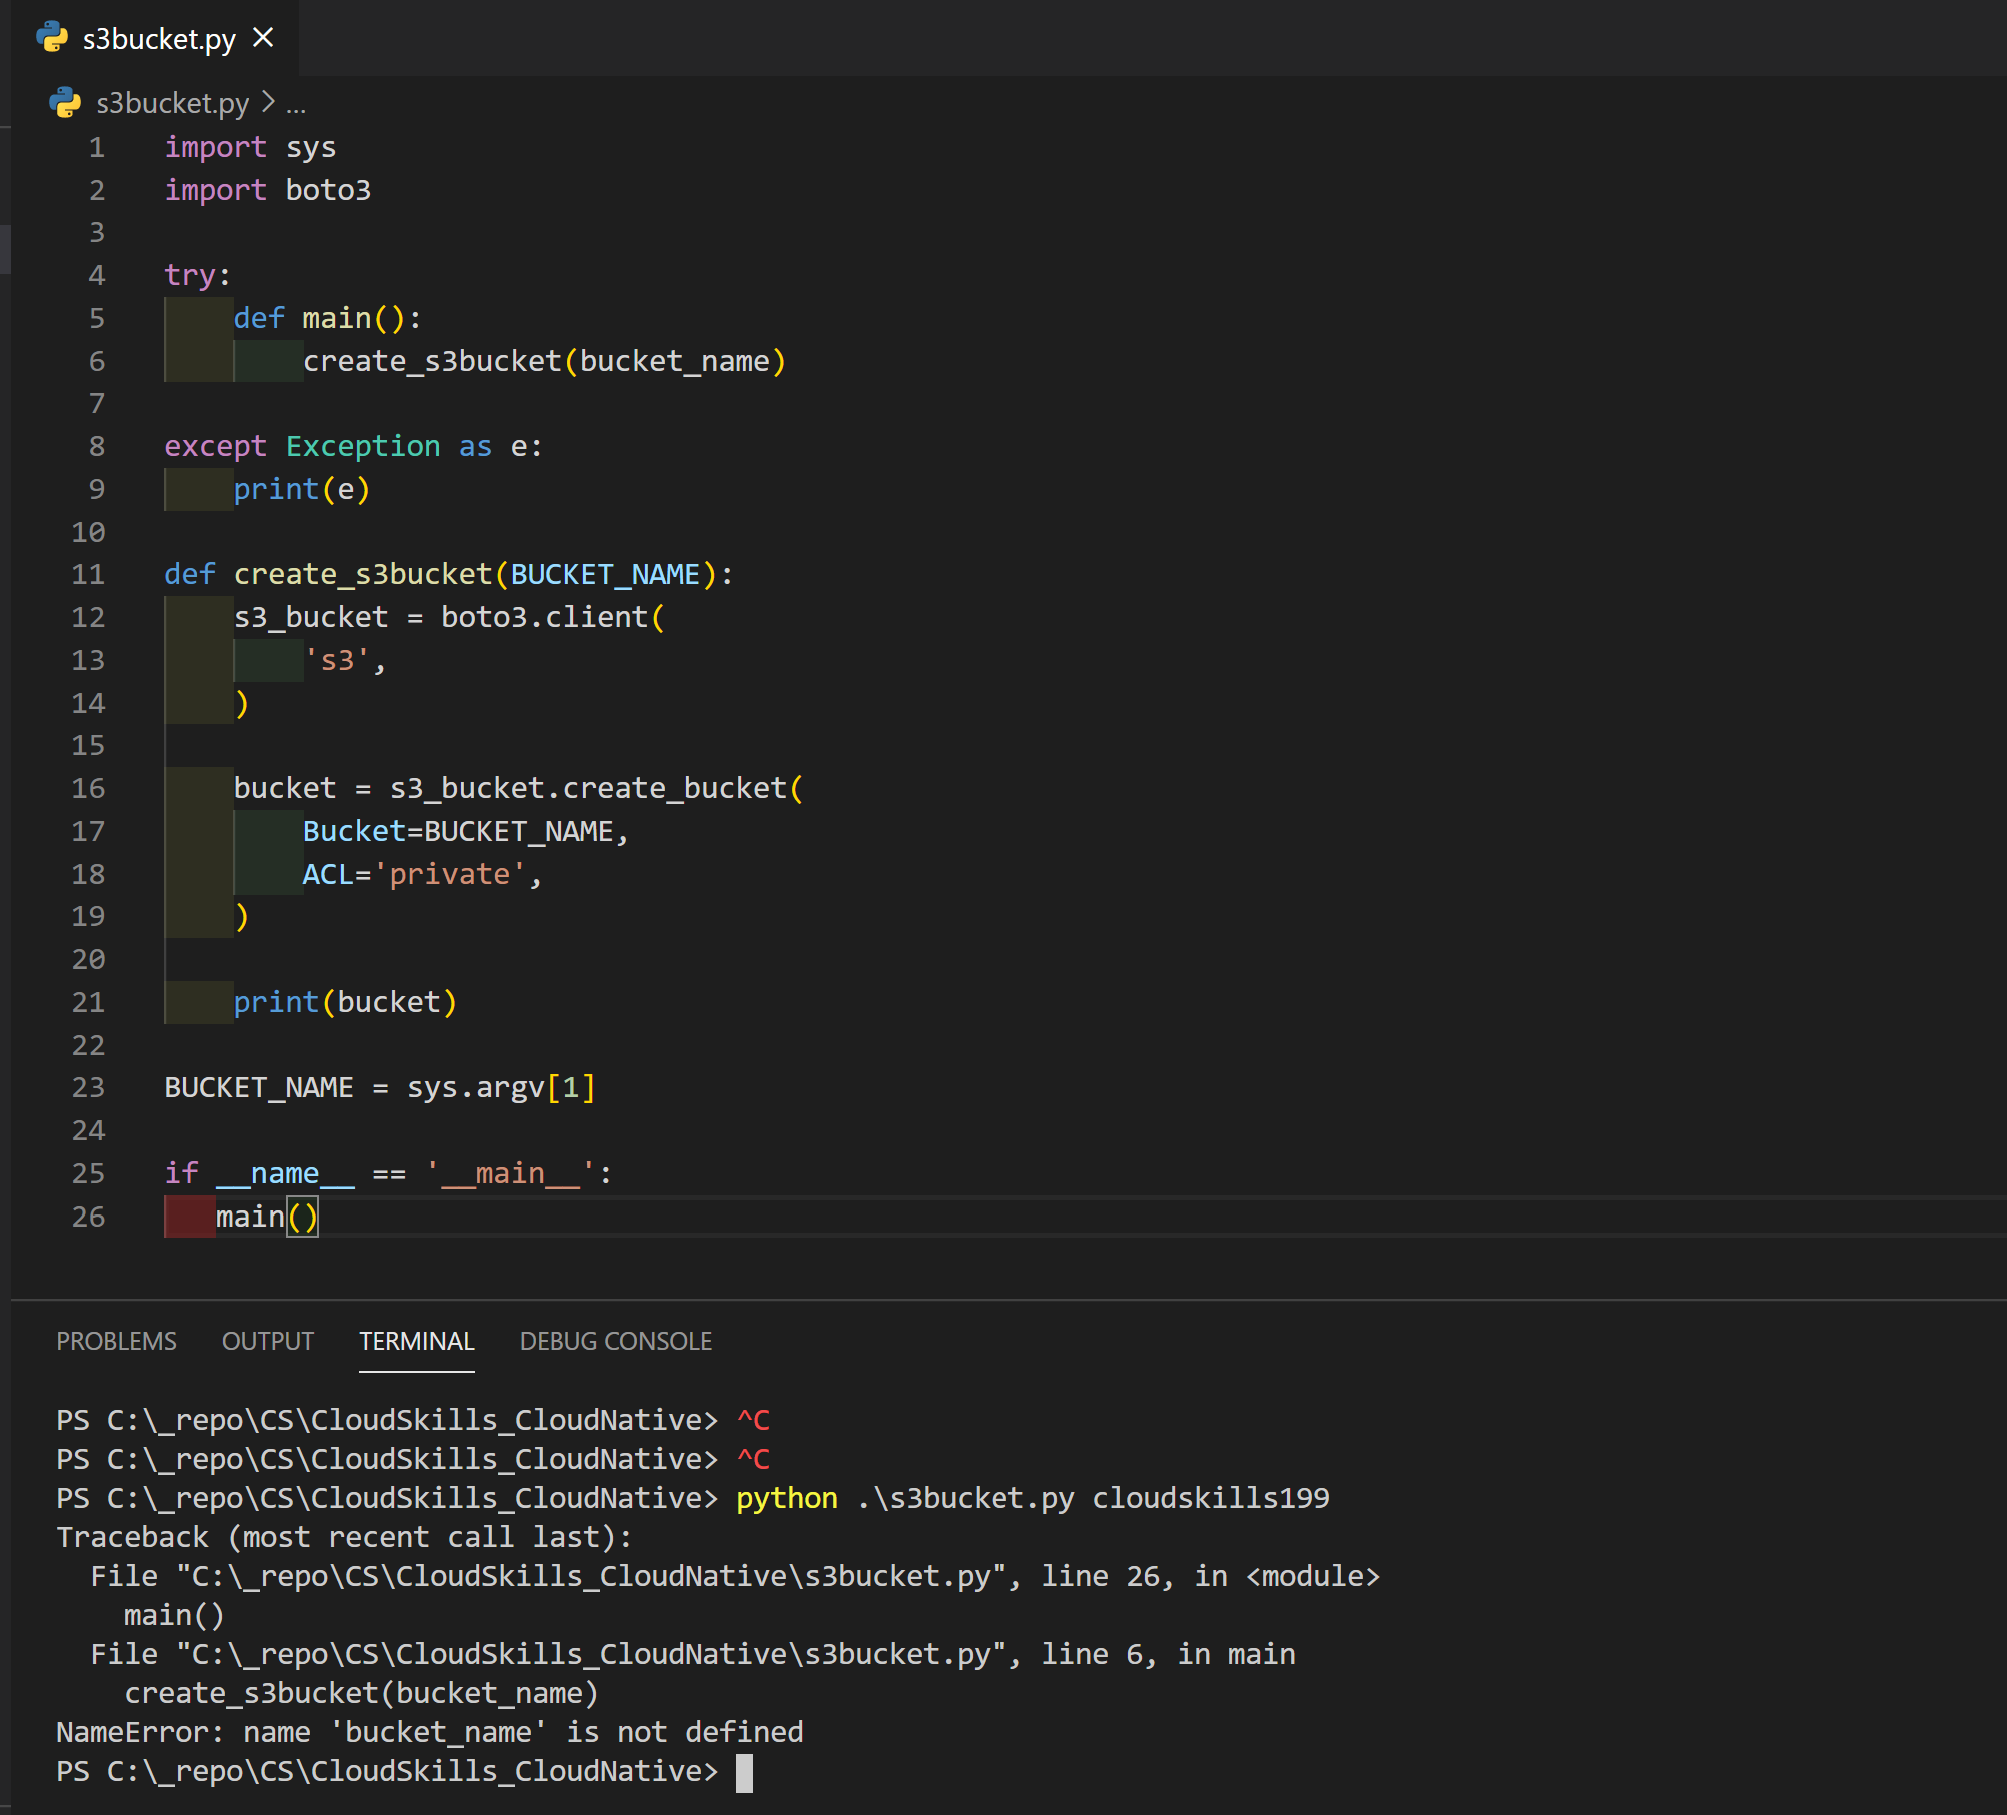 s3bucket.py
s3bucket.py > ...
1 import sys
2 import boto3
3
4 try:
5     def main():
6         create_s3bucket(bucket_name)
7
8 except Exception as e:
9     print(e)
10
11 def create_s3bucket(BUCKET_NAME):
12     s3_bucket = boto3.client(
13         's3',
14     )
15
16     bucket = s3_bucket.create_bucket(
17         Bucket=BUCKET_NAME,
18         ACL='private',
19     )
20
21     print(bucket)
22
23 BUCKET_NAME = sys.argv[1]
24
25 if __name__ == '__main__':
26    main()
PROBLEMS OUTPUT TERMINAL DEBUG CONSOLE
PS C:\_repo\CS\CloudSkills_CloudNative> ^C
PS C:\_repo\CS\CloudSkills_CloudNative> ^C
PS C:\_repo\CS\CloudSkills_CloudNative> python .\s3bucket.py cloudskills199
Traceback (most recent call last):
  File "C:\_repo\CS\CloudSkills_CloudNative\s3bucket.py", line 26, in <module>
    main()
  File "C:\_repo\CS\CloudSkills_CloudNative\s3bucket.py", line 6, in main
    create_s3bucket(bucket_name)
NameError: name 'bucket_name' is not defined
PS C:\_repo\CS\CloudSkills_CloudNative>